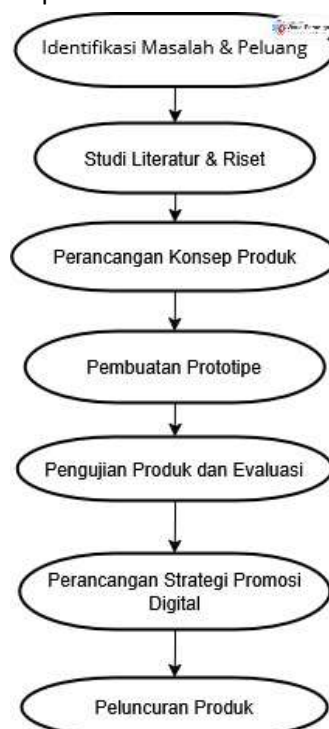 Identifikasi Masalah & Peluang
Studi Literatur & Riset
Perancangan Konsep Produk
Pembuatan Prototipe
Pengujian Produk dan Evaluasi
Perancangan Strategi Promosi
Digital
Peluncuran Produk